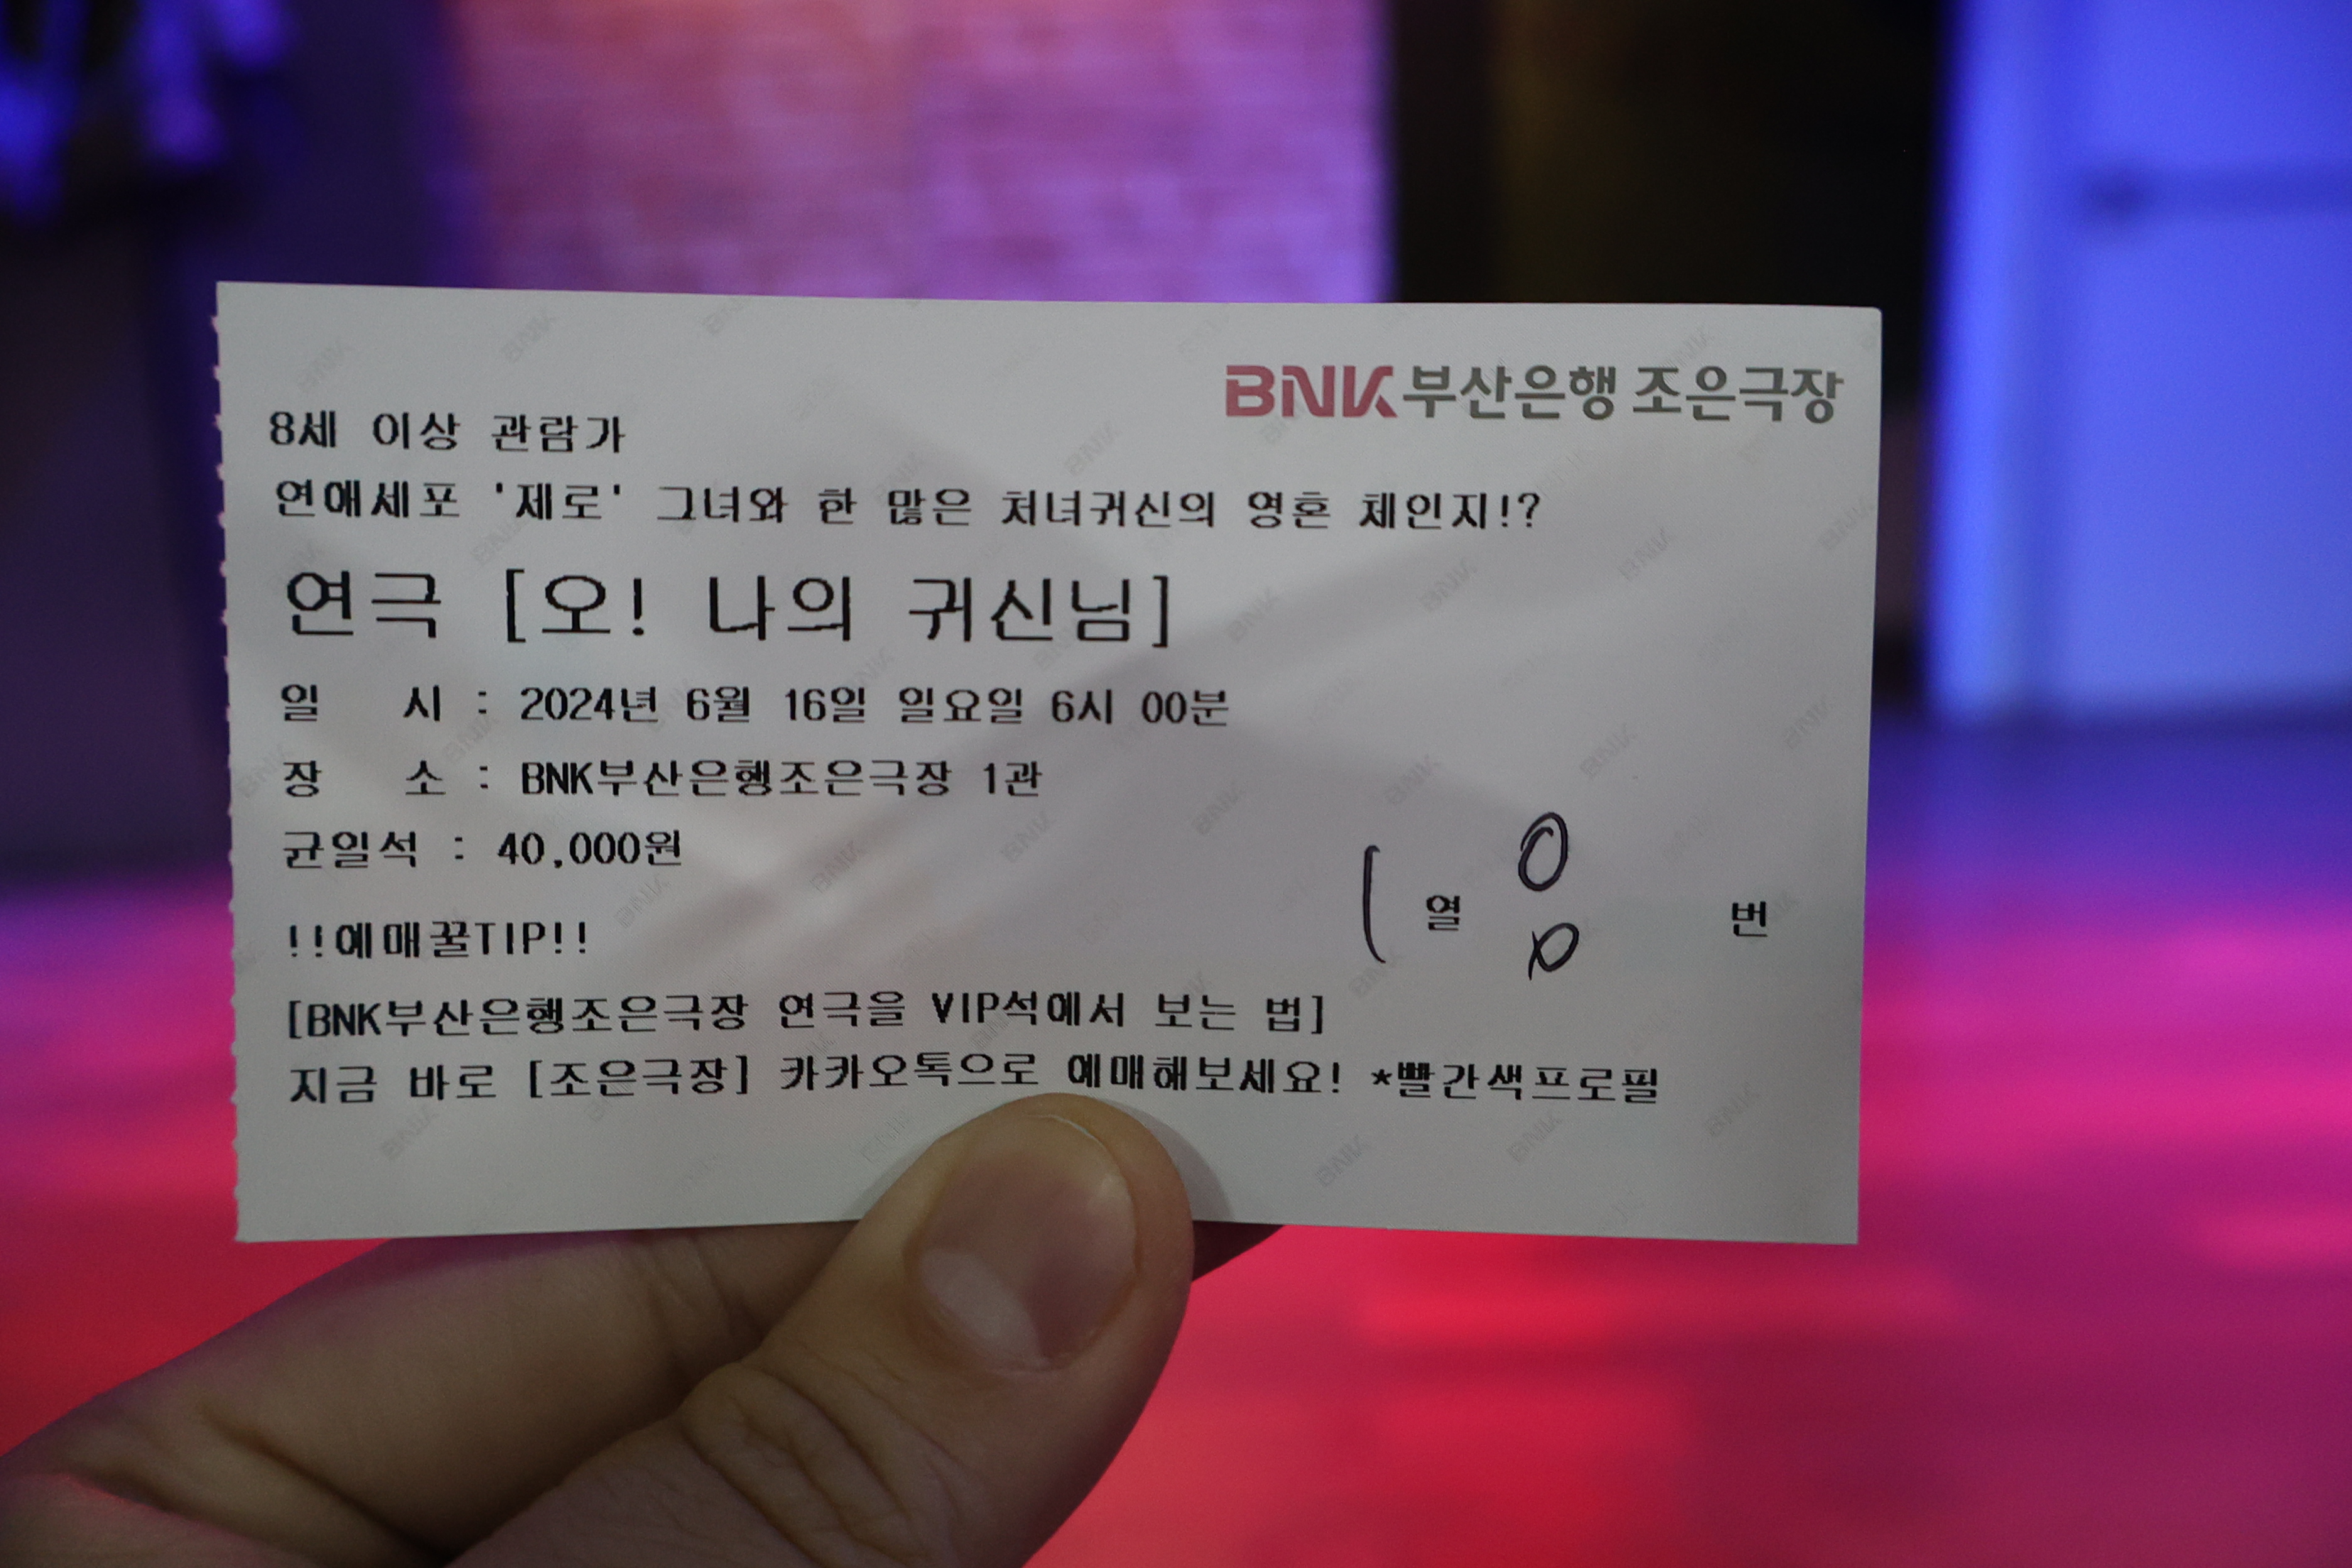 BNK 부산은행 조은극장
8세 이상 관람가
연애세포 '제로' 그녀와 한 많은 처녀귀신의 영혼 체인지!?
연극 [오! 나의 귀신님]
일 시 : 2024년 6월 16일 일요일 6시 00분
장 소 : BNK부산은행조은극장 1관
균일석 : 40,000원
열 번
!!예매꿀TIP!!
[BNK부산은행조은극장 연극을 VIP석에서 보는 법]
지금 바로 [조은극장] 카카오톡으로 예매해보세요! *빨간색프로필